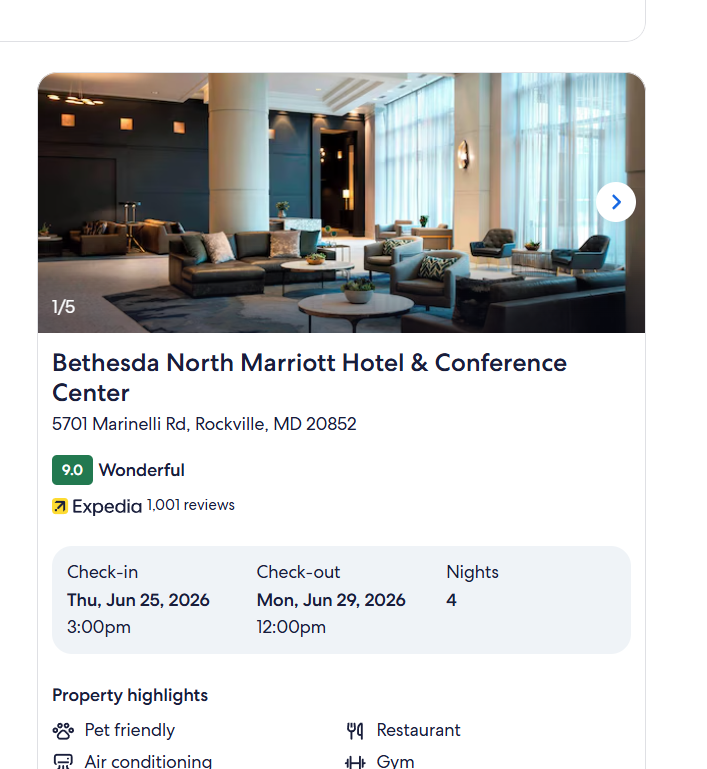 1/5
Bethesda North Marriott Hotel & Conference
Center
5701 Marinelli Rd, Rockville, MD 20852
9.0 Wonderful
Expedia 1,001 reviews
Check-in Check-out Nights
Thu, Jun 25, 2026 Mon, Jun 29, 2026 4
3:00pm 12:00pm
Property highlights
Pet friendly Restaurant
Air conditioning Gym